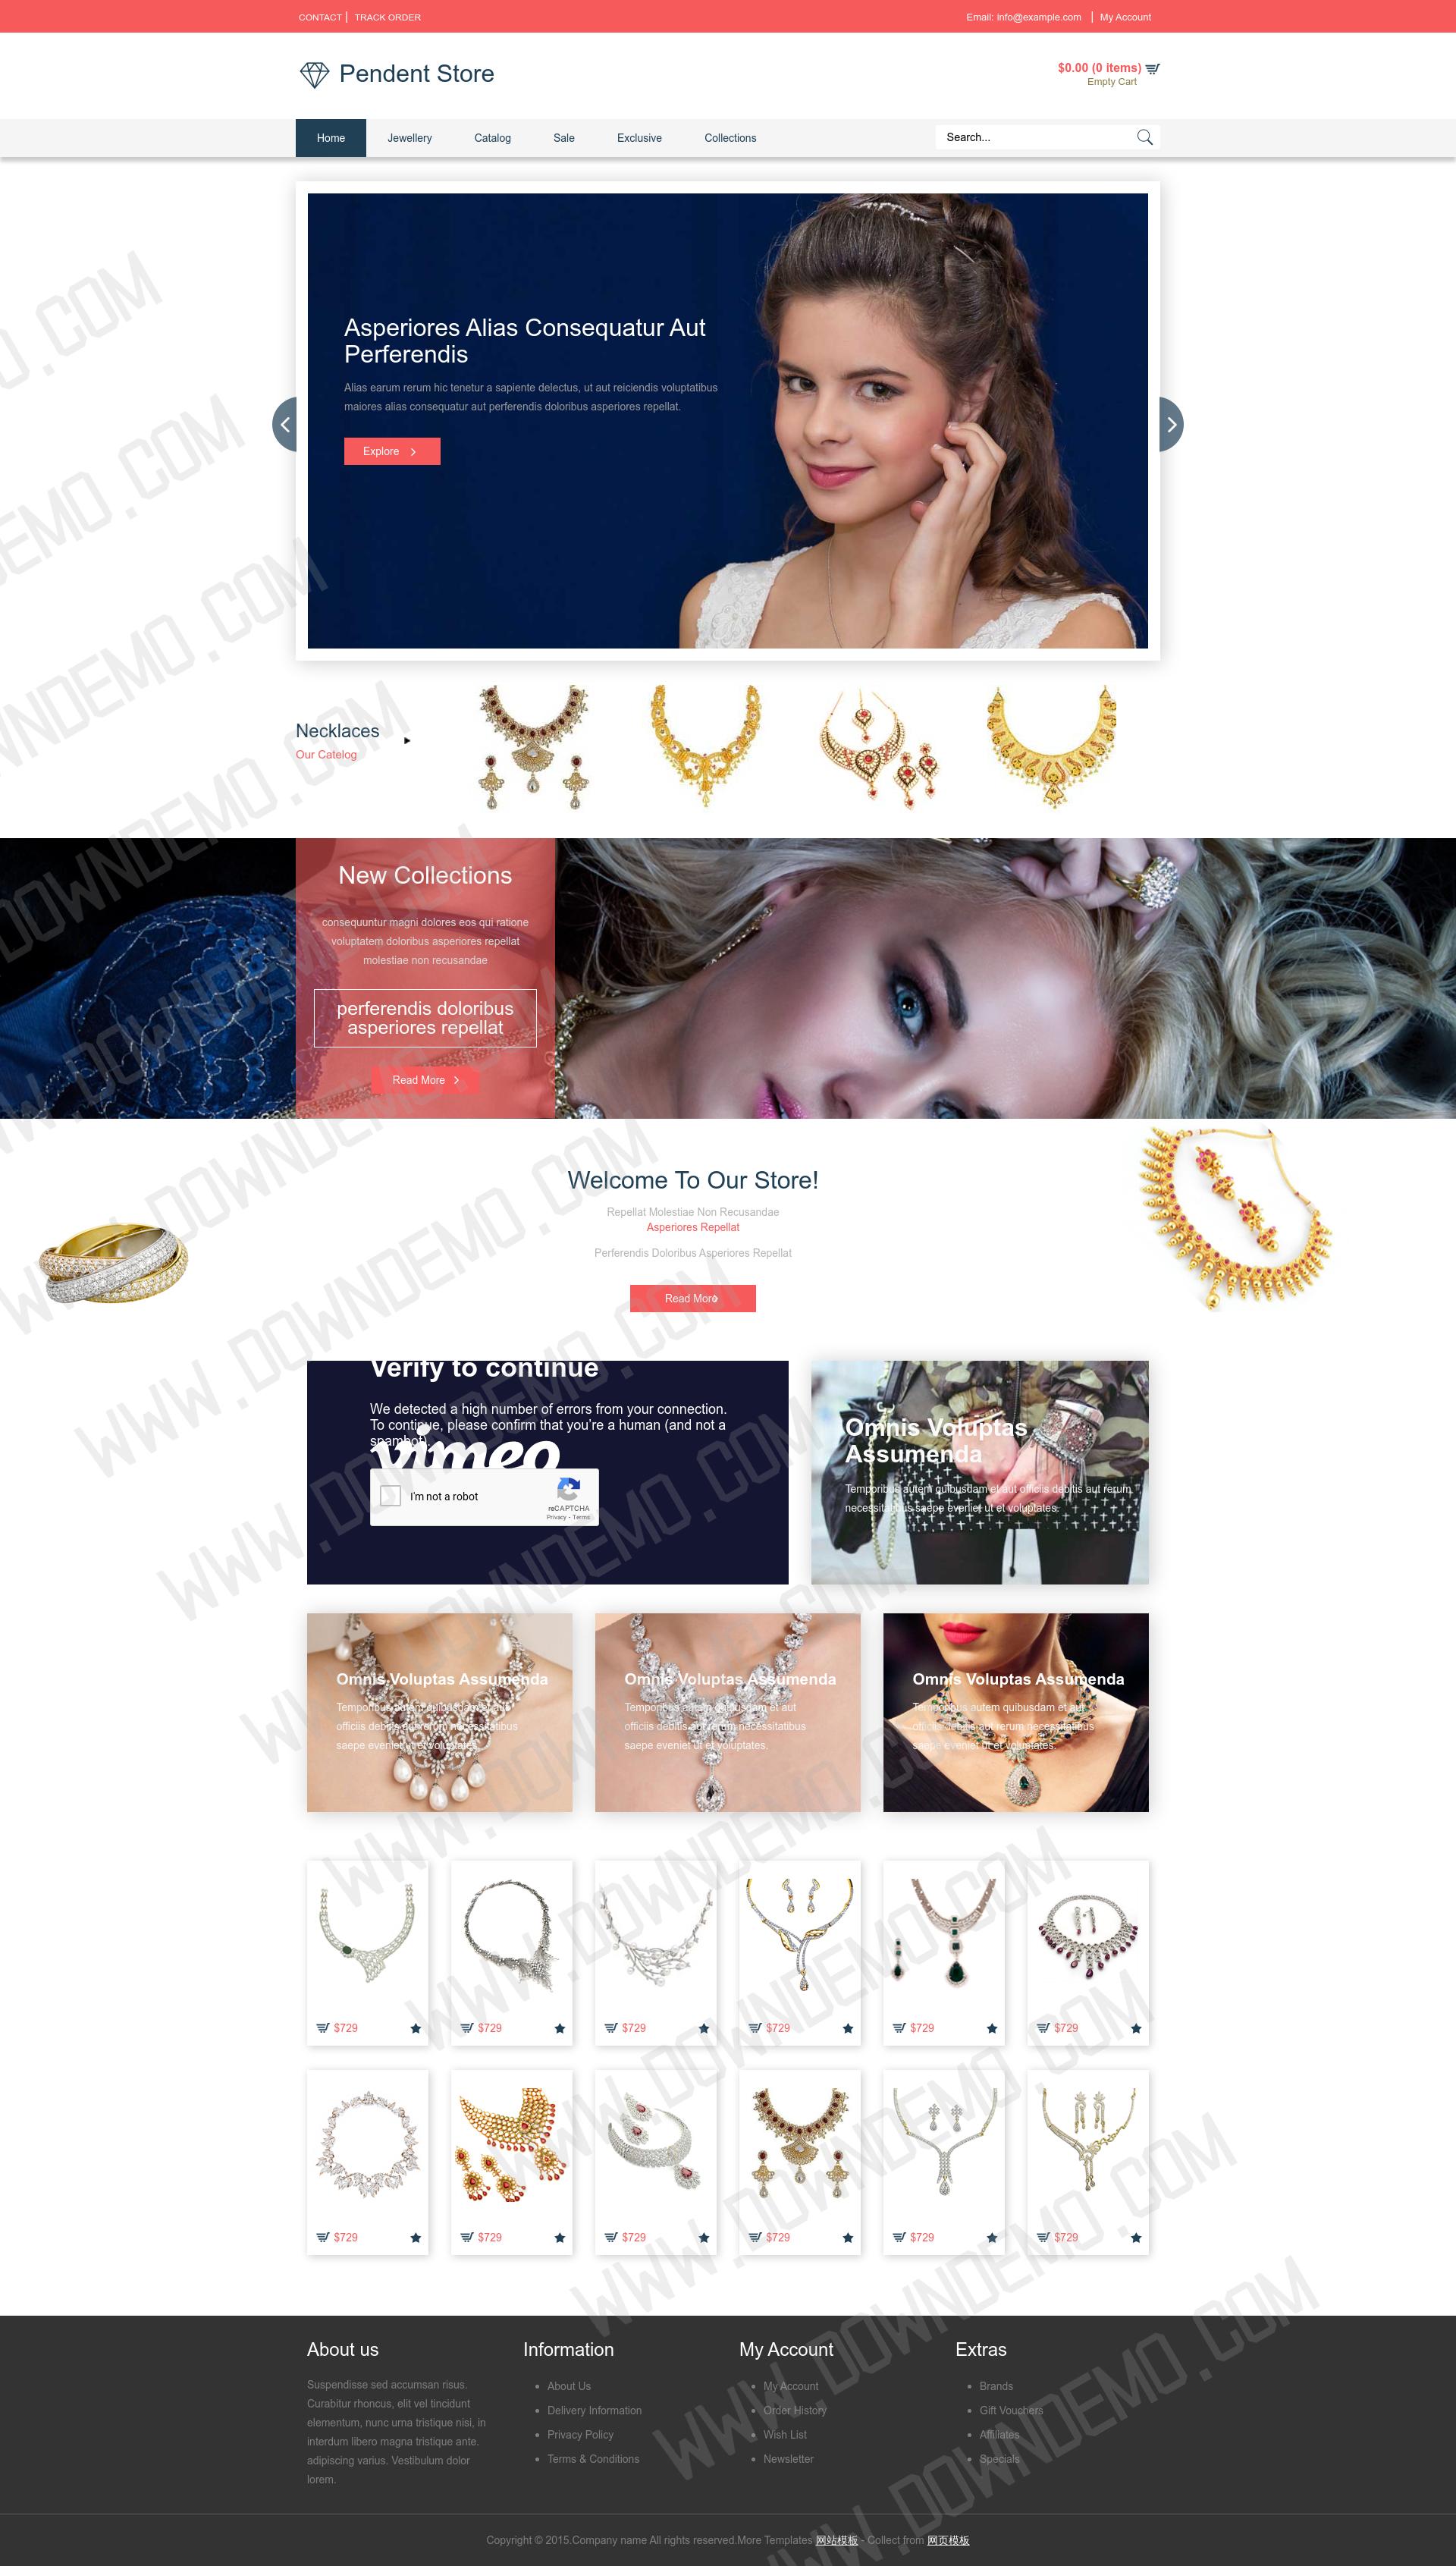 CONTACT | TRACK ORDER
Email: info@example.com | My Account
Pendent Store
$0.00 (0 items)
Empty Cart
Home Jewellery Catalog Sale Exclusive Collections
Search...
Asperiores Alias Consequatur Aut
Perferendis
Alias earum rerum hic tenetur a sapiente delectus, ut aut reiciendis voluptatibus
maiores alias consequatur aut perferendis doloribus asperiores repellat.
Explore
Necklaces
Our Catelog
New Collections
consequuntur magni dolores eos qui ratione
voluptatem doloribus asperiores repellat
molestiae non recusandae
perferendis doloribus
asperiores repellat
Read More
Welcome To Our Store!
Repellat Molestiae Non Recusandae
Asperiores Repellat
Perferendis Doloribus Asperiores Repellat
Read More
Verify to continue
We detected a high number of errors from your connection.
To continue, please confirm that you're a human (and not a
spambot).
vimeo
I'm not a robot
reCAPTCHA
Privacy - Terms
Omnis Voluptas
Assumenda
Temporibus autem quibusdam et aut officiis debitis aut rerum
necessitatibus saepe eveniet ut et voluptates.
Omnis Voluptas Assumenda
Temporibus autem quibusdam et aut
officiis debitis aut rerum necessitatibus
saepe eveniet ut et voluptates.
Omnis Voluptas Assumenda
Temporibus autem quibusdam et aut
officiis debitis aut rerum necessitatibus
saepe eveniet ut et voluptates.
Omnis Voluptas Assumenda
Temporibus autem quibusdam et aut
officiis debitis aut rerum necessitatibus
saepe eveniet ut et voluptates.
$729 $729 $729 $729 $729 $729
$729 $729 $729 $729 $729 $729
About us
Suspendisse sed accumsan risus.
Curabitur rhoncus, elit vel tincidunt
elementum, nunc urna tristique nisi, in
interdum libero magna tristique ante.
adipiscing varius. Vestibulum dolor
lorem.
Information
About Us
Delivery Information
Privacy Policy
Terms & Conditions
My Account
My Account
Order History
Wish List
Newsletter
Extras
Brands
Gift Vouchers
Affiliates
Specials
Copyright © 2015.Company name All rights reserved.More Templates 网站模板 - Collect from 网页模板
WWW.DOWNDEMO.COM